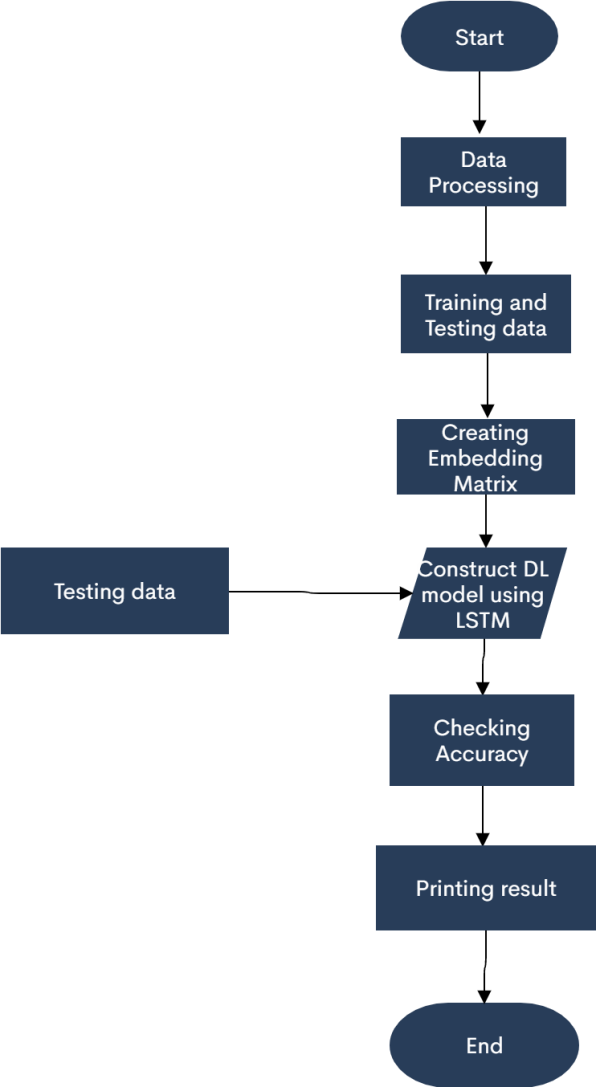 Start
Data
Processing
Training and
Testing data
Creating
Embedding
Matrix
Testing data
Construct DL
model using
LSTM
Checking
Accuracy
Printing result
End